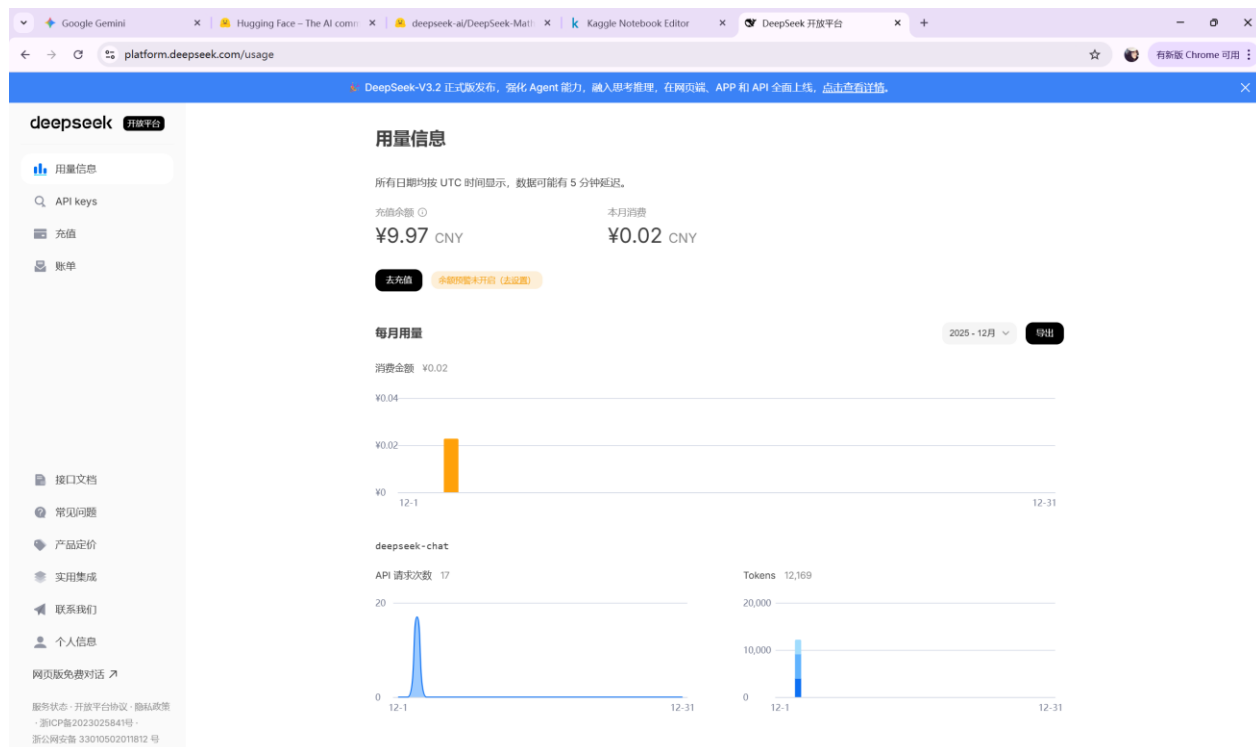 Google Gemini
Hugging Face – The AI comm
deepseek-ai/DeepSeek-Math
Kaggle Notebook Editor
DeepSeek 开放平台
platform.deepseek.com/usage
有新版 Chrome 可用
DeepSeek-V3.2 正式版发布，强化 Agent 能力，融入思考推理，在网页端、APP 和 API 全面上线，点击查看详情。
deepseek 开放平台
用量信息
API keys
充值
账单
接口文档
常见问题
产品定价
实用集成
联系我们
个人信息
网页版免费对话
服务状态 · 开放平台协议 · 隐私政策
· 浙ICP备2023025841号 ·
浙公网安备 33010502011812 号
用量信息
所有日期均按 UTC 时间显示，数据可能有 5 分钟延迟。
充值余额
¥9.97 CNY
本月消费
¥0.02 CNY
去充值
余额预警未开启（去设置）
每月用量
2025 - 12月
导出
消费金额 ¥0.02
¥0.04
¥0.02
¥0
12-1
12-31
deepseek-chat
API 请求次数 17
20
0
12-1
12-31
Tokens 12,169
20,000
10,000
0
12-1
12-31